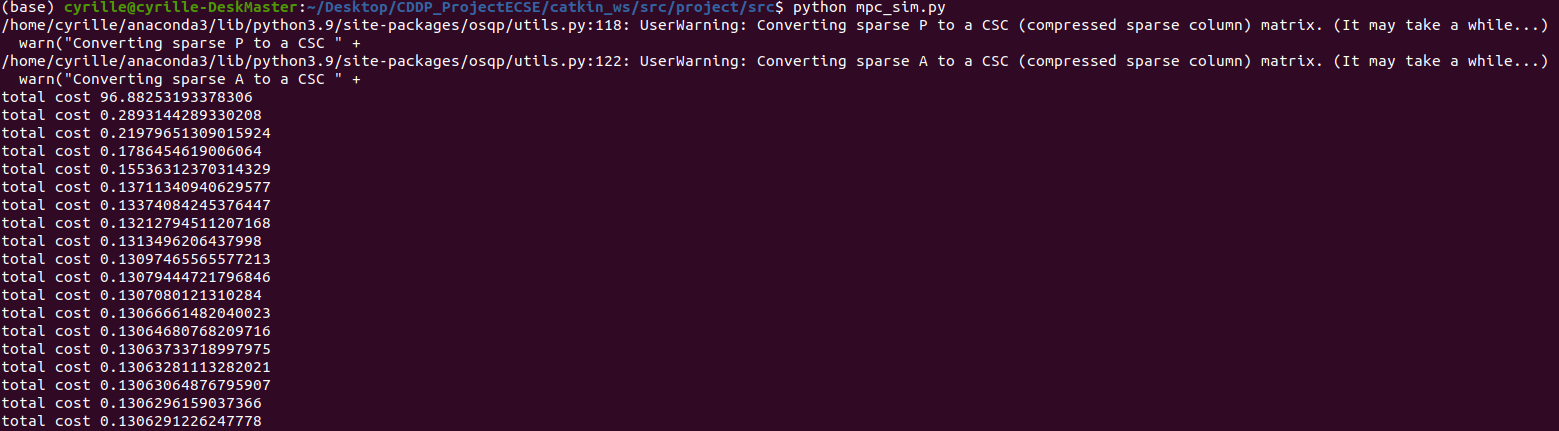 (base) cyrille@cyrille-DeskMaster:~/Desktop/CDDP_ProjectECSE/catkin_ws/src/project/src$ python mpc_sim.py
/home/cyrille/anaconda3/lib/python3.9/site-packages/osqp/utils.py:118: UserWarning: Converting sparse P to a CSC (compressed sparse column) matrix. (It may take a while...)
  warn("Converting sparse P to a CSC " +
/home/cyrille/anaconda3/lib/python3.9/site-packages/osqp/utils.py:122: UserWarning: Converting sparse A to a CSC (compressed sparse column) matrix. (It may take a while...)
  warn("Converting sparse A to a CSC " +
total cost 96.88253193378306
total cost 0.2893144289330208
total cost 0.21979651309015924
total cost 0.1786454619006064
total cost 0.15536312370314329
total cost 0.13711340940629577
total cost 0.13374084245376447
total cost 0.13212794511207168
total cost 0.1313496206437998
total cost 0.13097465565577213
total cost 0.13079444721796846
total cost 0.1307080121310284
total cost 0.13066661482040023
total cost 0.13064680768209716
total cost 0.13063733718997975
total cost 0.13063281113282021
total cost 0.13063064876795907
total cost 0.1306296159037366
total cost 0.1306291226247778